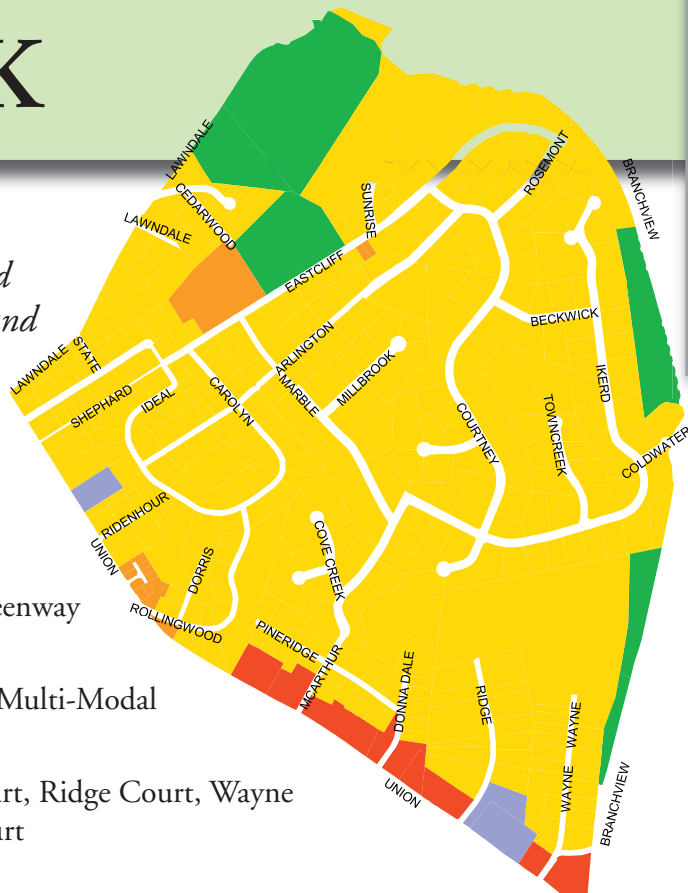 K
LAWNDALE
CEDARWOOD
LAWNDALE
SUNRISE
ROSEMONT
BRANCHVIEW
d
nd
EASTCLIFF
BECKWICK
ARLINGTON
LAWNDALE
STATE
SHEPHARD
IDEAL
CAROLYN
MARBLE
MILLBROOK
IKERD
COURTNEY
TOWNCREEK
COLDWATER
RIDENHOUR
UNION
DORRIS
COVE CREEK
eenway
ROLLINGWOOD
PINERIDGE
MCARTHUR
DONNA DALE
RIDGE
WAYNE
Multi-Modal
UNION
WAYNE
BRANCHVIEW
rt, Ridge Court, Wayne
urt